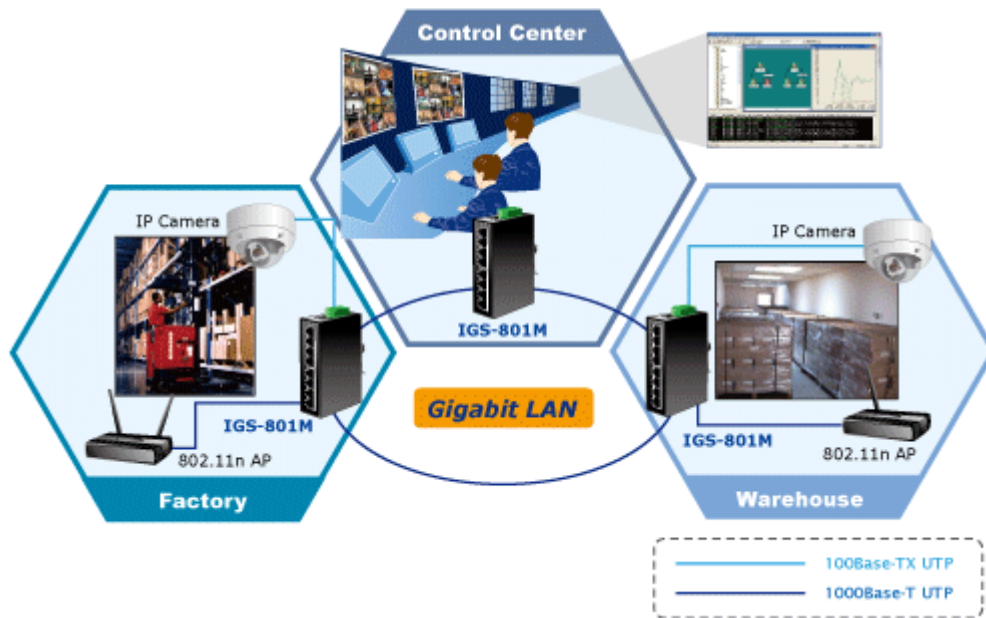 Control Center
IP Camera
IP Camera
IGS-801M
Gigabit LAN
IGS-801M
IGS-801M
802.11n AP
802.11n AP
Factory
Warehouse
100Base-TX UTP
1000Base-T UTP